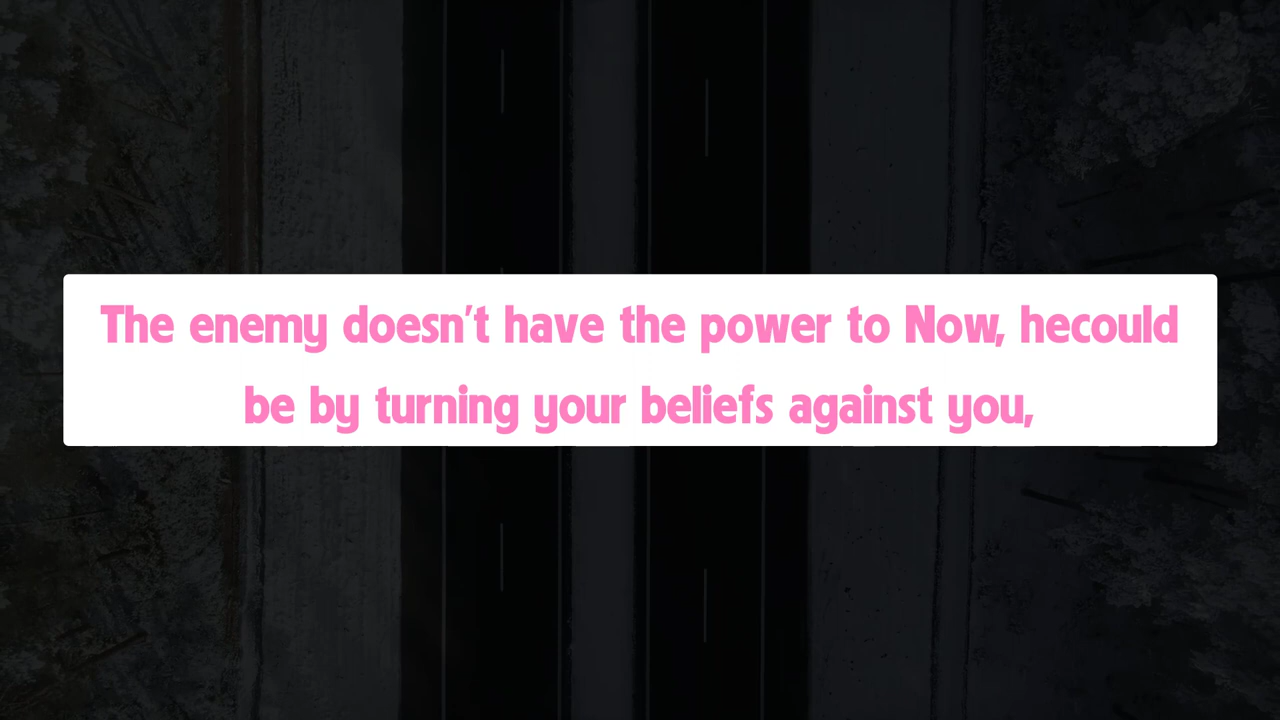 The enemy doesn't have the power to Now, hecould
be by turning your beliefs against you,